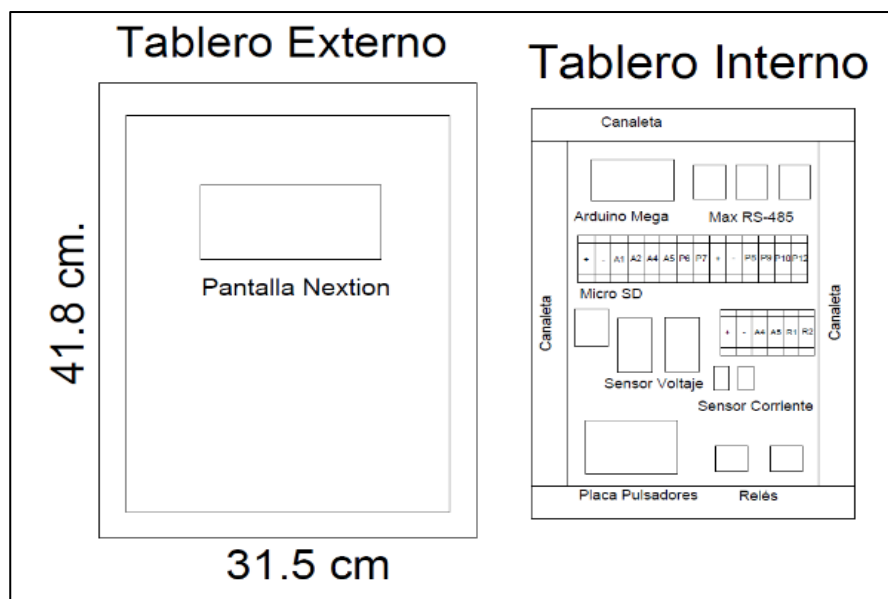 Tablero Externo
41.8 cm.
Pantalla Nextion
31.5 cm
Tablero Interno
Canaleta
Canaleta
Arduino Mega
Max RS-485
+ - A1 A2 A4 A5 P6 P7 + - P8 P9 P10 P12
Micro SD
+ - A4 A5 R1 R2
Sensor Voltaje
Sensor Corriente
Placa Pulsadores
Relés
Canaleta